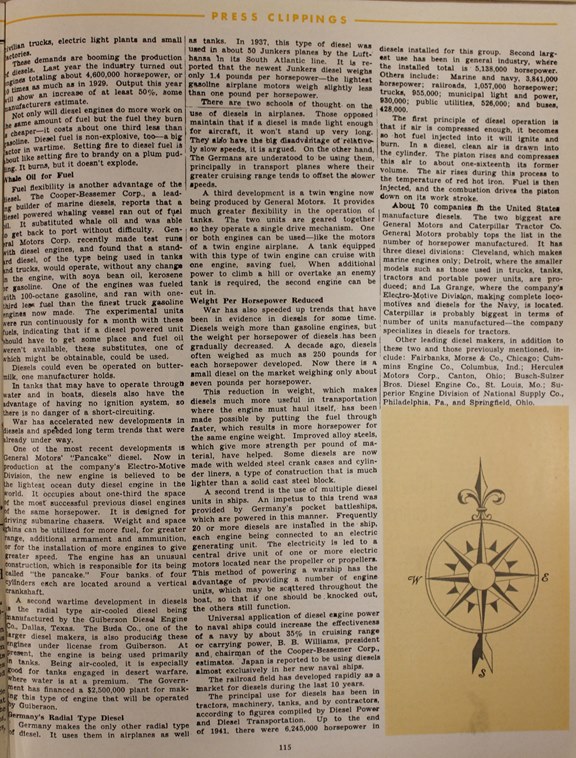 PRESS CLIPPINGS
civilian trucks, electric light plants and small
factories.
These demands are booming the production
of diesels. Last year the industry turned out
engines totaling about 4,600,000 horsepower, or
10 times as much as in 1929. Output this year
will show an increase of at least 50%, some
manufacturers estimate.
Not only will diesel engines do more work on
the same amount of fuel but the fuel they burn
is cheaper—it costs about one third less than
gasoline. Diesel fuel is non-explosive, too—a big
factor in wartime. Setting fire to diesel fuel is
about like setting fire to brandy on a plum pud-
ding. It burns, but it doesn't explode.
Whale Oil for Fuel
Fuel flexibility is another advantage of the
diesel. The Cooper-Bessemer Corp., a lead-
ing builder of marine diesels, reports that a
diesel powered whaling vessel ran out of fuel
oil. It substituted whale oil and was able
to get back to port without difficulty. Gen-
eral Motors Corp. recently made test runs
with diesel engines, and found that a stand-
ard diesel, of the type being used in tanks
and trucks, would operate, without any change
in the engine, with soya bean oil, kerosene
or gasoline. One of the engines was fueled
with 100-octane gasoline, and ran with one-
third less fuel than the finest truck gasoline
engines now made. The experimental units
were run continuously for a month with these
fuels, indicating that if a diesel powered unit
should have to get some place and fuel oil
weren't available, these substitutes, one of
which might be obtainable, could be used.
Diesels could even be operated on butter-
milk, one manufacturer holds.
In tanks that may have to operate through
water and in boats, diesels also have the
advantage of having no ignition system, so
there is no danger of a short-circuiting.
War has accelerated new developments in
diesels and speeded long term trends that were
already under way.
One of the most recent developments is
General Motors' "Pancake" diesel. Now in
production at the company's Electro-Motive
Division, the new engine is believed to be
the lightest ocean duty diesel engine in the
world. It occupies about one-third the space
of the most successful previous diesel engines
of the same horsepower. It is designed for
driving submarine chasers. Weight and space
gains can be utilized for more fuel, for greater
range, additional armament and ammunition,
or for the installation of more engines to give
greater speed. The engine has an unusual
construction, which is responsible for its being
called "the pancake." Four banks of four
cylinders each are located around a vertical
crankshaft.
A second wartime development in diesels
is the radial type air-cooled diesel being
manufactured by the Guiberson Diesel Engine
Co., Dallas, Texas. The Buda Co., one of the
larger diesel makers, is also producing these
engines under license from Guiberson. At
present, the engine is being used primarily
in tanks. Being air-cooled, it is especially
good for tanks engaged in desert warfare,
where water is at a premium. The Govern-
ment has financed a $2,500,000 plant for mak-
ing this type of engine that will be operated
by Guiberson.
Germany's Radial Type Diesel
Germany makes the only other radial type
of diesel. It uses them in airplanes as well
as tanks. In 1937, this type of diesel was
used in about 50 Junkers planes by the Luft-
hansa in its South Atlantic line. It is re-
ported that the newest Junkers diesel weighs
only 1.4 pounds per horsepower—the lightest
gasoline airplane motors weigh slightly less
than one pound per horsepower.
There are two schools of thought on the
use of diesels in airplanes. Those opposed
maintain that if a diesel is made light enough
for aircraft, it won't stand up very long.
They also have the big disadvantage of relative-
ly slow speeds, it is argued. On the other hand,
The Germans are understood to be using them,
principally in transport planes where their
greater cruising range tends to offset the slower
speeds.
A third development is a twin engine now
being produced by General Motors. It provides
much greater flexibility in the operation of
tanks. The two units are geared together
so they operate a single drive mechanism. One
or both engines can be used—like the motors
of a twin engine airplane. A tank equipped
with this type of twin engine can cruise with
one engine, saving fuel. When additional
power to climb a hill or overtake an enemy
tank is required, the second engine can be
cut in.
Weight Per Horsepower Reduced
War has also speeded up trends that have
been in evidence in diesels for some time.
Diesels weigh more than gasoline engines, but
the weight per horsepower of diesels has been
gradually decreased. A decade ago, diesels
often weighed as much as 250 pounds for
each horsepower developed. Now there is a
small diesel on the market weighing only about
seven pounds per horsepower.
This reduction in weight, which makes
diesels much more useful in transportation
where the engine must haul itself, has been
made possible by putting the fuel through
faster, which results in more horsepower for
the same engine weight. Improved alloy steels,
which give more strength per pound of ma-
terial, have helped. Some diesels are now
made with welded steel crank cases and cylin-
der liners, a type of construction that is much
lighter than a solid cast steel block.
A second trend is the use of multiple diesel
units in ships. An impetus to this trend was
provided by Germany's pocket battleships,
which are powered in this manner. Frequently
20 or more diesels are installed in the ship,
each engine being connected to an electric
generating unit. The electricity is led to a
central drive unit of one or more electric
motors located near the propeller or propellers.
This method of powering a warship has the
advantage of providing a number of engine
units, which may be scattered throughout the
boat, so that if one should be knocked out,
the others still function.
Universal application of diesel engine power
to naval ships could increase the effectiveness
of a navy by about 35% in cruising range
or carrying power, B. B. Williams, president
and chairman of the Cooper-Bessemer Corp.,
estimates. Japan is reported to be using diesels
almost exclusively in her new naval ships.
The railroad field has developed rapidly as a
market for diesels during the last 10 years.
The principal use for diesels has been in
tractors, machinery, tanks, and by contractors,
according to figures compiled by Diesel Power
and Diesel Transportation. Up to the end
of 1941, there were 6,245,000 horsepower in
diesels installed for this group. Second larg-
est use has been in general industry, where
the installed total is 5,138,000 horsepower.
Others include: Marine and navy, 3,841,000
horsepower; railroads, 1,057,000 horsepower;
trucks, 955,000; municipal light and power,
930,000; public utilities, 526,000; and buses,
428,000.
The first principle of diesel operation is
that if air is compressed enough, it becomes
so hot fuel injected into it will ignite and
burn. In a diesel, clean air is drawn into
the cylinder. The piston rises and compresses
this air to about one-sixteenth its former
volume. The air rises during this process to
the temperature of red hot iron. Fuel is then
injected, and the combustion drives the piston
down on its work stroke.
About 70 companies in the United States
manufacture diesels. The two biggest are
General Motors and Caterpillar Tractor Co.
General Motors probably tops the list in the
number of horsepower manufactured. It has
three diesel divisions: Cleveland, which makes
marine engines only; Detroit, where the smaller
models such as those used in trucks, tanks,
tractors and portable power units, are pro-
duced; and La Grange, where the company's
Electro-Motive Division, making complete loco-
motives and diesels for the Navy, is located.
Caterpillar is probably biggest in terms of
number of units manufactured—the company
specializes in diesels for tractors.
Other leading diesel makers, in addition to
these two and those previously mentioned, in-
clude: Fairbanks, Morse & Co., Chicago; Cum-
mins Engine Co., Columbus, Ind.; Hercules
Motors Corp., Canton, Ohio; Busch-Sulzer
Bros. Diesel Engine Co., St. Louis, Mo.; Su-
perior Engine Division of National Supply Co.,
Philadelphia, Pa., and Springfield, Ohio.
W
E
S
115